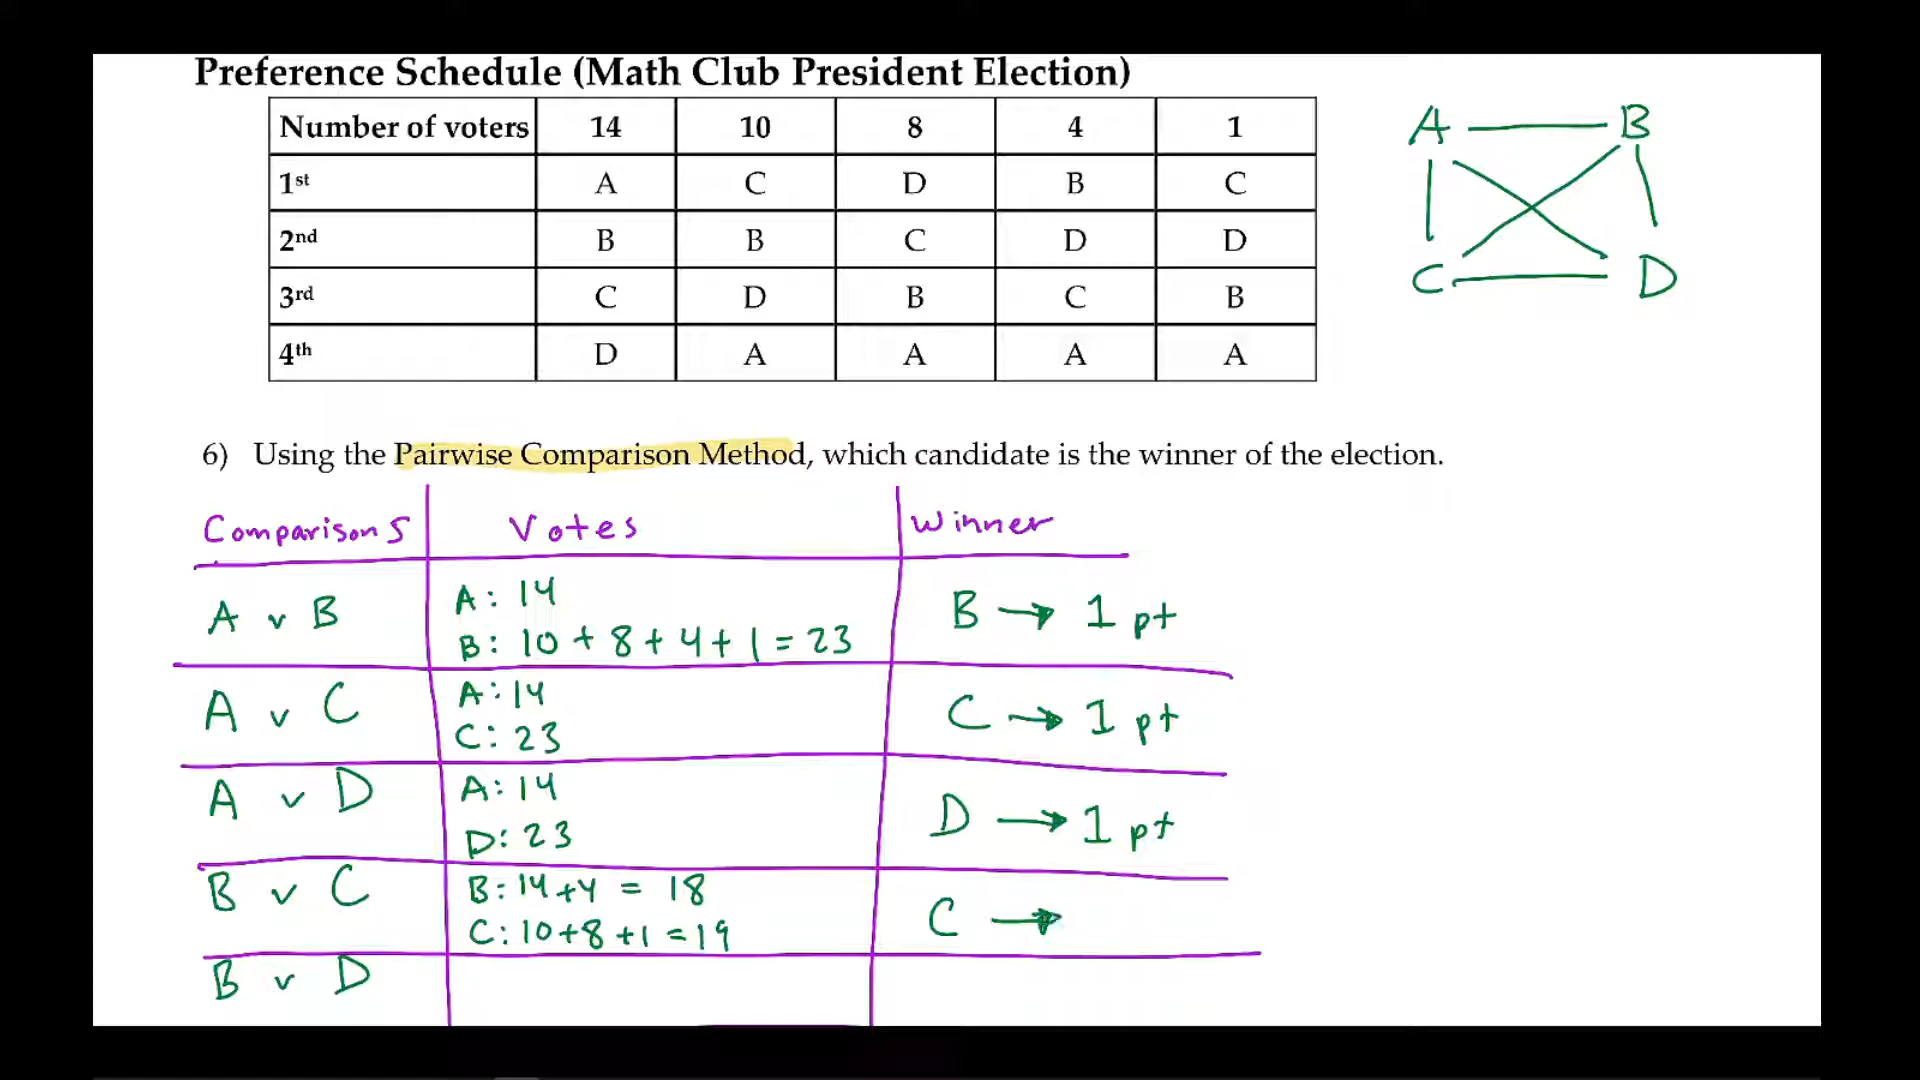 Preference Schedule (Math Club President Election)
Number of voters 14 10 8 4 1
1st A C D B C
2nd B B C D D
3rd C D B C B
4th D A A A A
A B
C D
6) Using the Pairwise Comparison Method, which candidate is the winner of the election.
Comparisons Votes Winner
A v B
A: 14
B: 10 + 8 + 4 + 1 = 23
B → 1 pt
A v C
A: 14
C: 23
C → 1 pt
A v D
A: 14
D: 23
D → 1 pt
B v C
B: 14 + 4 = 18
C: 10 + 8 + 1 = 19
C →
B v D